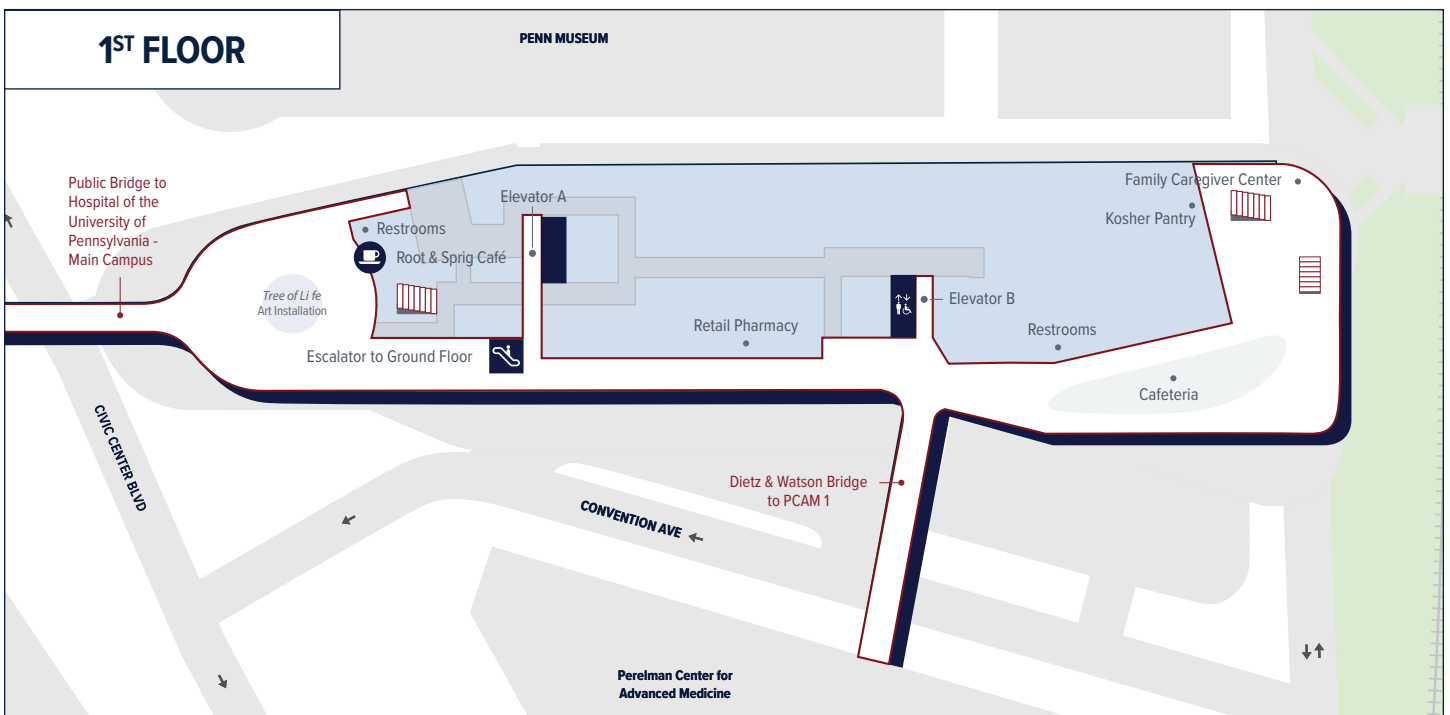 1ST FLOOR
PENN MUSEUM
Public Bridge to
Hospital of the
University of
Pennsylvania -
Main Campus
Elevator A
Family Caregiver Center
Kosher Pantry
Restrooms
Root & Sprig Café
Tree of Li fe
Art Installation
Elevator B
Retail Pharmacy
Restrooms
Escalator to Ground Floor
Cafeteria
CIVIC CENTER BLVD
Dietz & Watson Bridge
to PCAM 1
CONVENTION AVE
Perelman Center for
Advanced Medicine